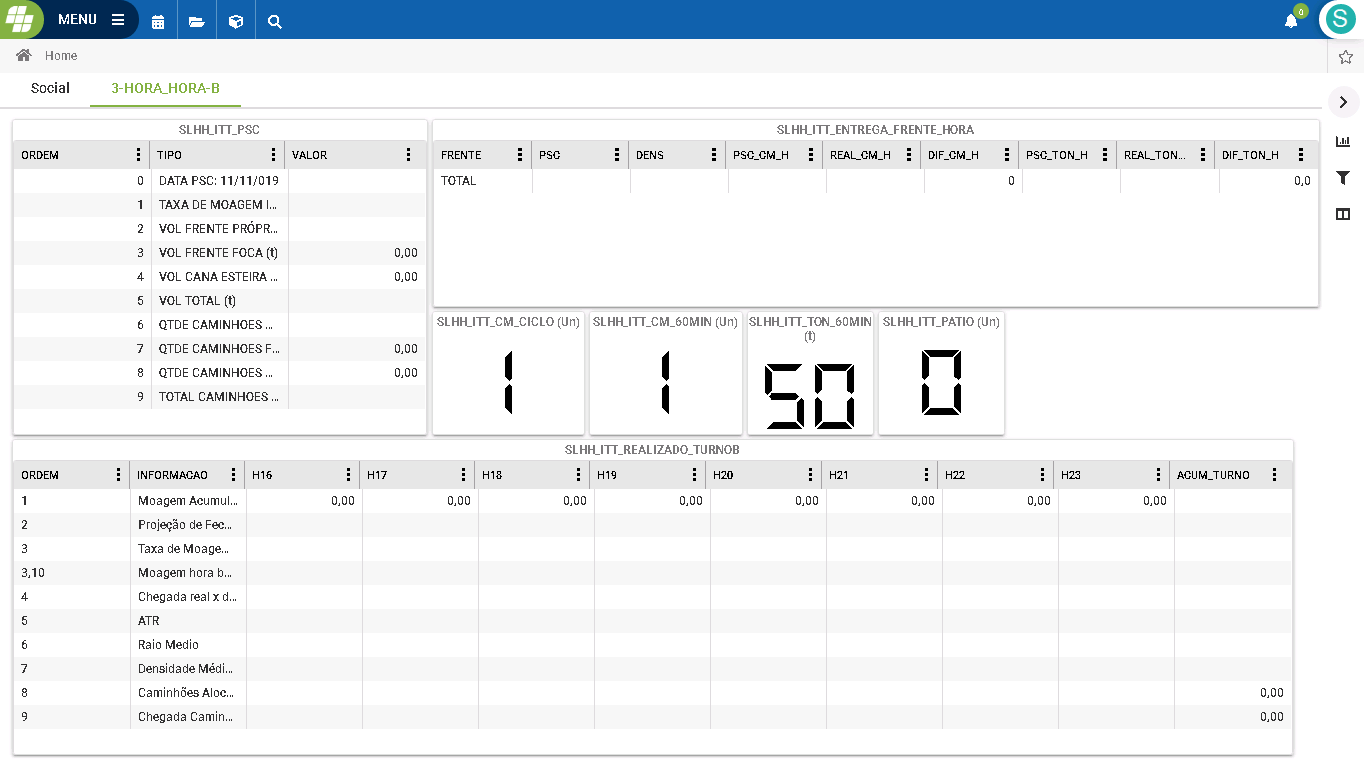 MENU
0
S
Home
Social 3-HORA_HORA-B
SLHH_ITT_PSC
ORDEM TIPO VALOR
0 DATA PSC: 11/11/019
1 TAXA DE MOAGEM I...
2 VOL FRENTE PRÓPR...
3 VOL FRENTE FOCA (t) 0,00
4 VOL CANA ESTEIRA ... 0,00
5 VOL TOTAL (t)
6 QTDE CAMINHOES ...
7 QTDE CAMINHOES F... 0,00
8 QTDE CAMINHOES ... 0,00
9 TOTAL CAMINHOES ...
SLHH_ITT_ENTREGA_FRENTE_HORA
FRENTE PSC DENS PSC_CM_H REAL_CM_H DIF_CM_H PSC_TON_H REAL_TON... DIF_TON_H
TOTAL 0 0,0
SLHH_ITT_CM_CICLO (Un)
1
SLHH_ITT_CM_60MIN (Un)
1
SLHH_ITT_TON_60MIN
(t)
50
SLHH_ITT_PATIO (Un)
0
SLHH_ITT_REALIZADO_TURNOB
ORDEM INFORMACAO H16 H17 H18 H19 H20 H21 H22 H23 ACUM_TURNO
1 Moagem Acumul... 0,00 0,00 0,00 0,00 0,00 0,00 0,00 0,00
2 Projeção de Fec...
3 Taxa de Moage...
3,10 Moagem hora b...
4 Chegada real x d...
5 ATR
6 Raio Medio
7 Densidade Médi...
8 Caminhões Aloc... 0,00
9 Chegada Camin... 0,00